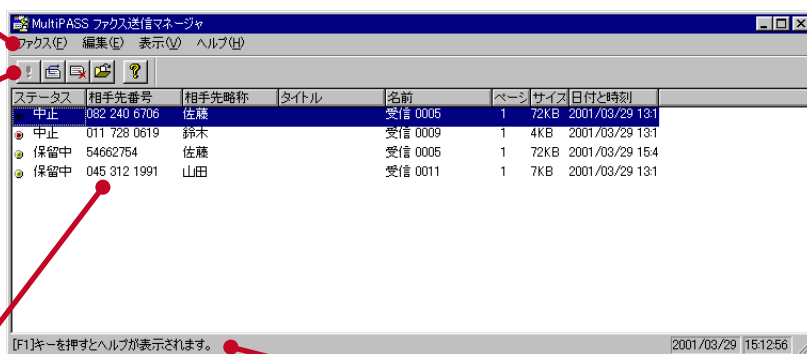 MultiPASS ファクス送信マネージャ
ファクス(F) 編集(E) 表示(V) ヘルプ(H)
ステータス 相手先番号 相手先略称 タイトル 名前 ページ サイズ 日付と時刻
中止 082 240 6706 佐藤 受信 0005 1 72KB 2001/03/29 13:1
中止 011 728 0619 鈴木 受信 0009 1 4KB 2001/03/29 13:1
保留中 54662754 佐藤 受信 0005 1 72KB 2001/03/29 15:4
保留中 045 312 1991 山田 受信 0011 1 7KB 2001/03/29 13:1
[F1]キーを押すとヘルプが表示されます。 2001/03/29 15:12:56